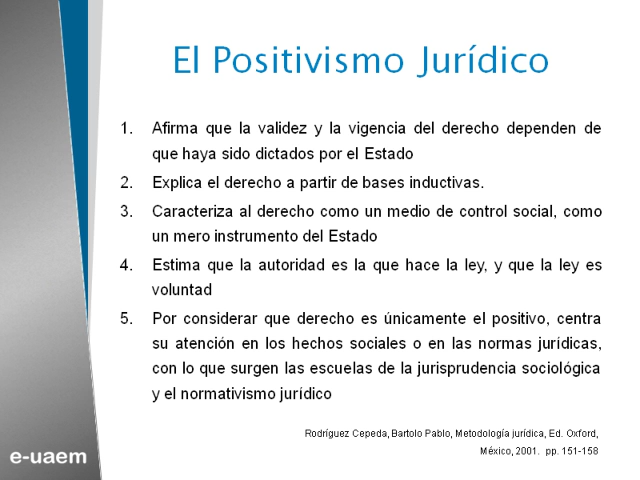 El Positivismo Jurídico
1. Afirma que la validez y la vigencia del derecho dependen de
que haya sido dictados por el Estado
2. Explica el derecho a partir de bases inductivas.
3. Caracteriza al derecho como un medio de control social, como
un mero instrumento del Estado
4. Estima que la autoridad es la que hace la ley, y que la ley es
voluntad
5. Por considerar que derecho es únicamente el positivo, centra
su atención en los hechos sociales o en las normas jurídicas,
con lo que surgen las escuelas de la jurisprudencia sociológica
y el normativismo jurídico
Rodríguez Cepeda, Bartolo Pablo, Metodología jurídica, Ed. Oxford,
México, 2001. pp. 151-158
e-uaem